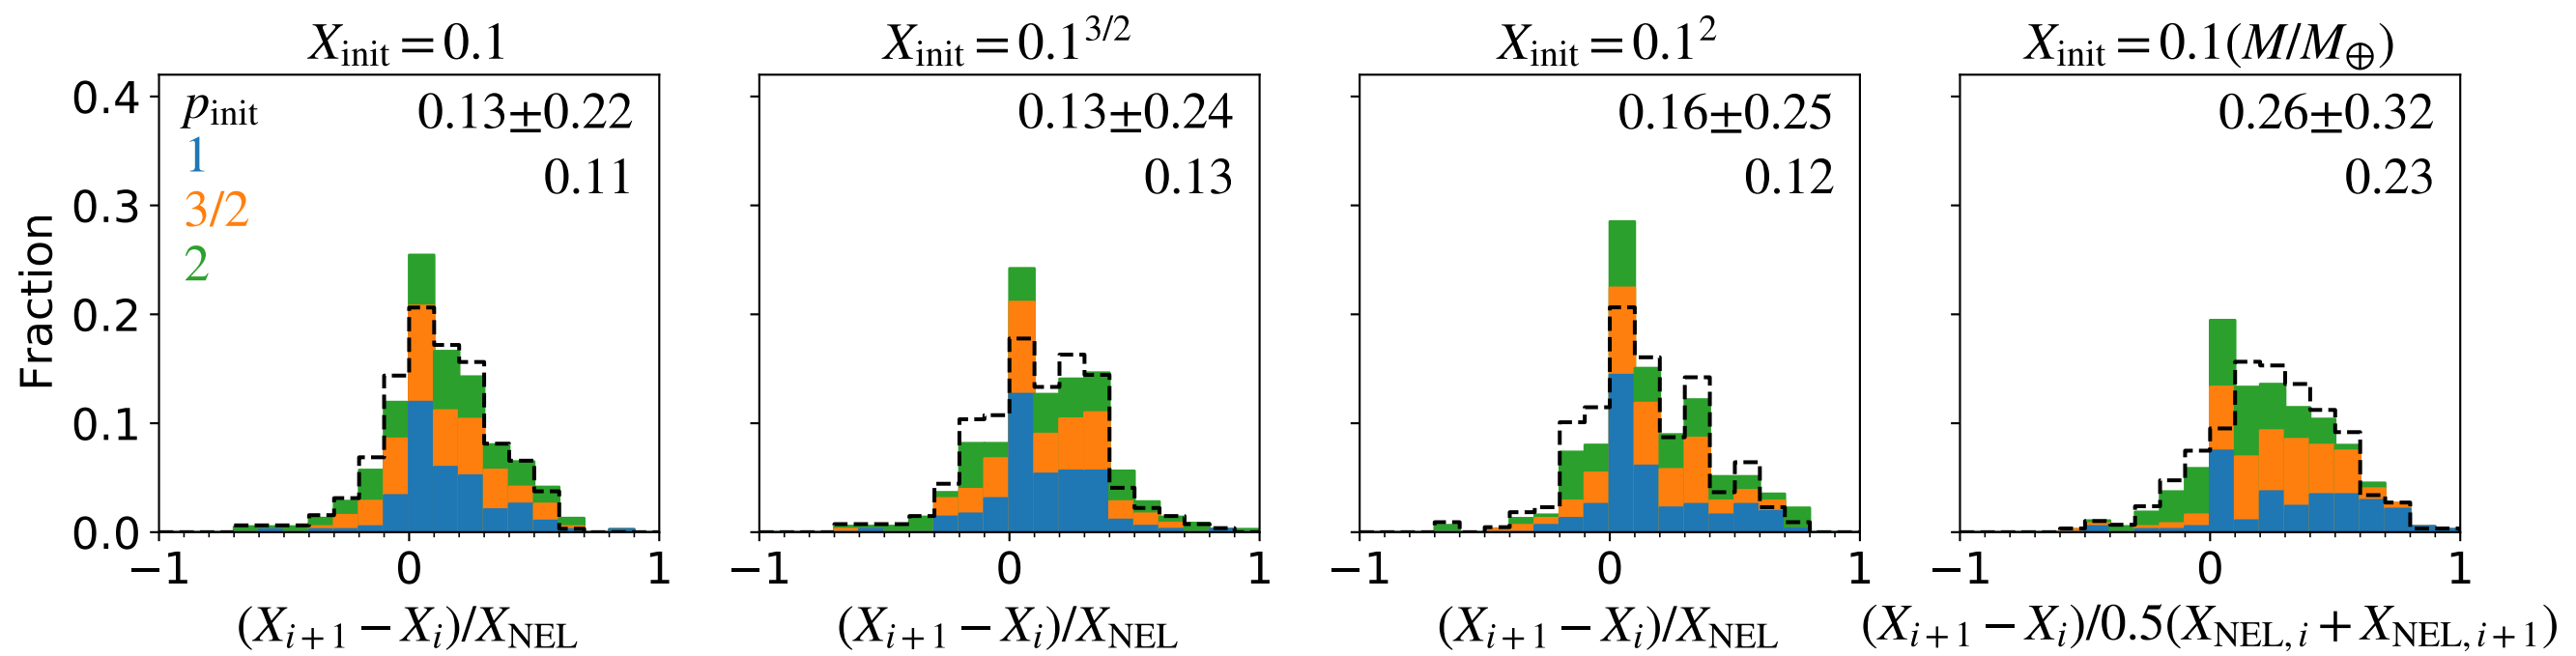 X_init = 0.1
X_init = 0.1^3/2
X_init = 0.1^2
X_init = 0.1(M/M⊕)
Fraction
0.4
0.3
0.2
0.1
0.0
p_init
1
3/2
2
0.13±0.22
0.11
0.13±0.24
0.13
0.16±0.25
0.12
0.26±0.32
0.23
−1 0 1
−1 0 1
−1 0 1
−1 0 1
(X_i+1 − X_i)/X_NEL
(X_i+1 − X_i)/X_NEL
(X_i+1 − X_i)/X_NEL
(X_i+1 − X_i)/0.5(X_NEL,i + X_NEL,i+1)